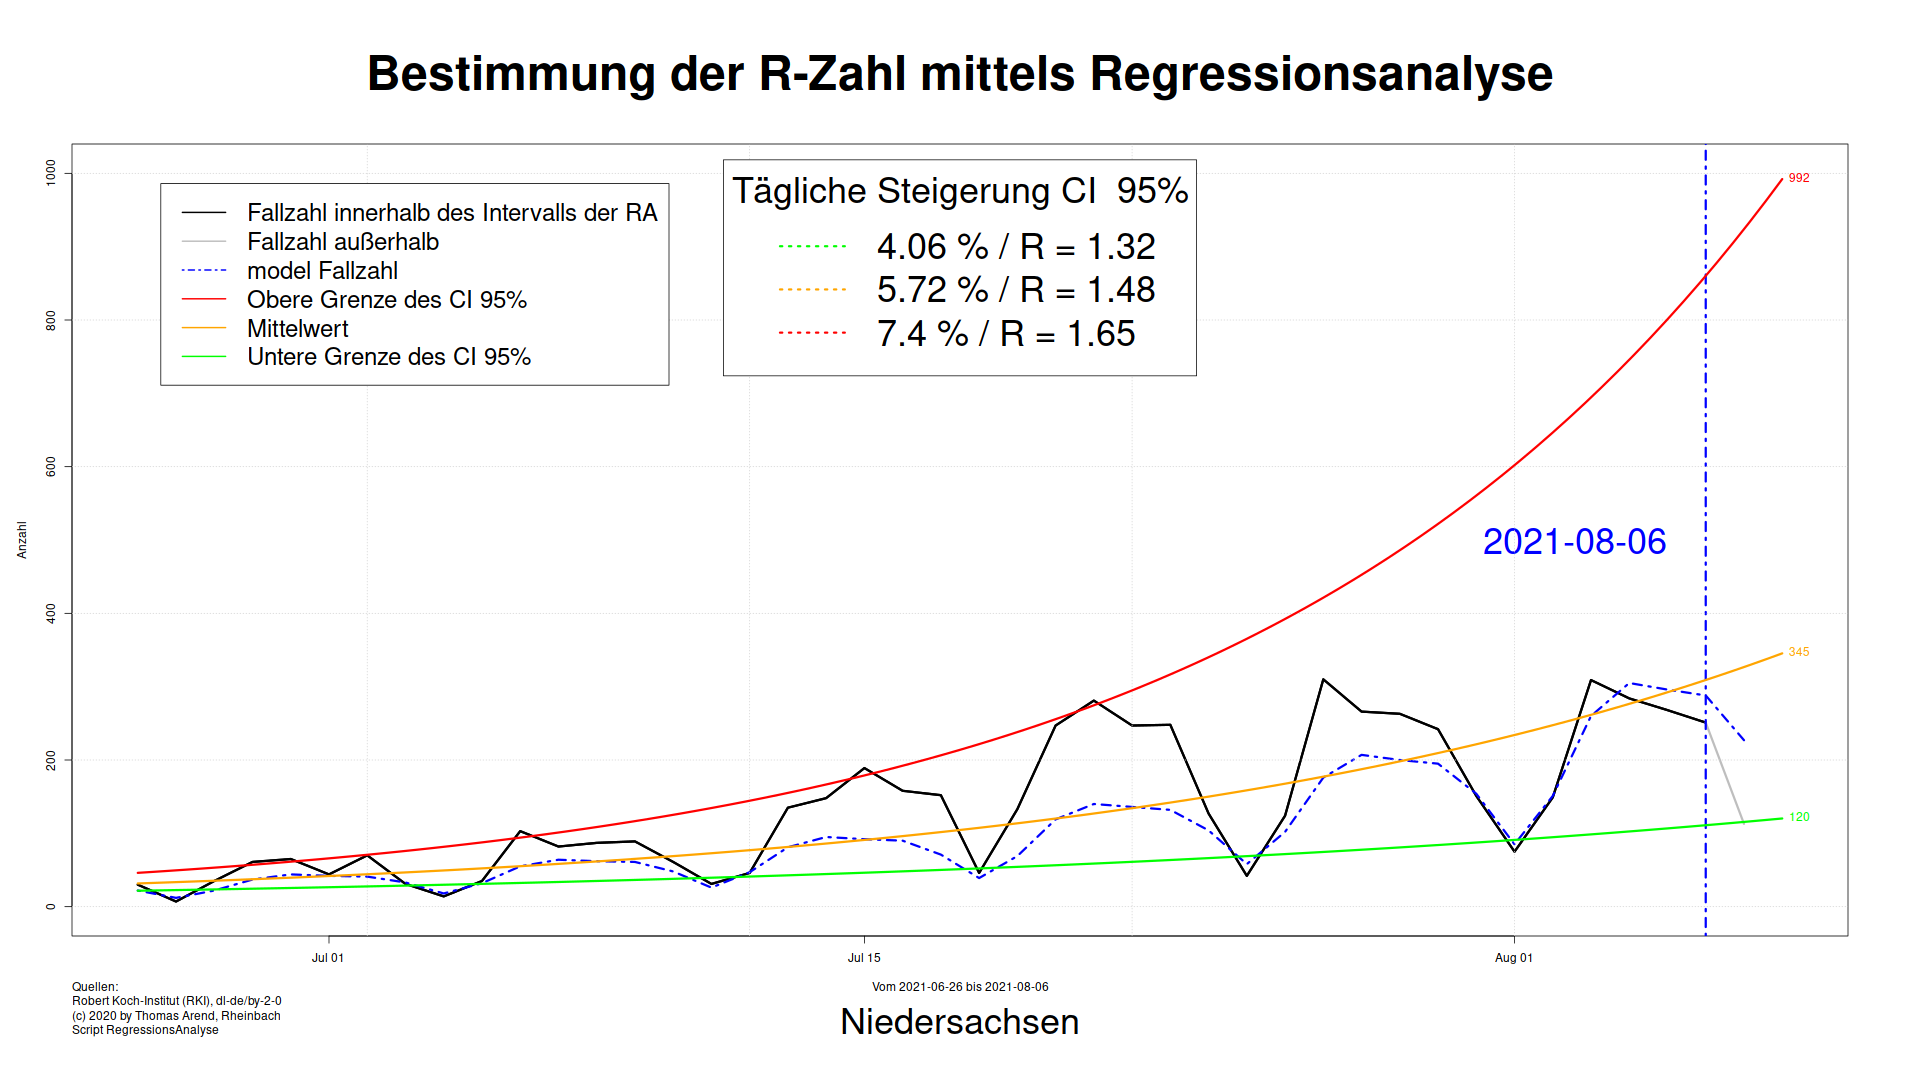 Bestimmung der R-Zahl mittels Regressionsanalyse
Fallzahl innerhalb des Intervalls der RA
Fallzahl außerhalb
model Fallzahl
Obere Grenze des CI 95%
Mittelwert
Untere Grenze des CI 95%
Tägliche Steigerung CI  95%
4.06 % / R = 1.32
5.72 % / R = 1.48
7.4 % / R = 1.65
1000
800
600
400
200
0
Anzahl
992
345
120
2021-08-06
Jul 01
Jul 15
Aug 01
Vom 2021-06-26 bis 2021-08-06
Niedersachsen
Quellen:
Robert Koch-Institut (RKI), dl-de/by-2-0
(c) 2020 by Thomas Arend, Rheinbach
Script RegressionsAnalyse